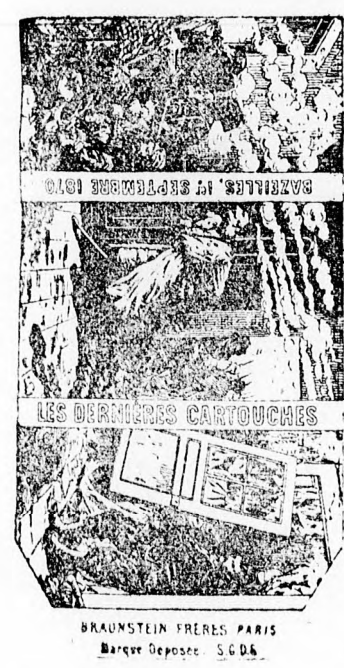 BAZEILLES, 1er SEPTEMBRE 1870
LES DERNIÈRES CARTOUCHES
BRAUNSTEIN FRÈRES PARIS
Marque Déposée. S.G.D.G.